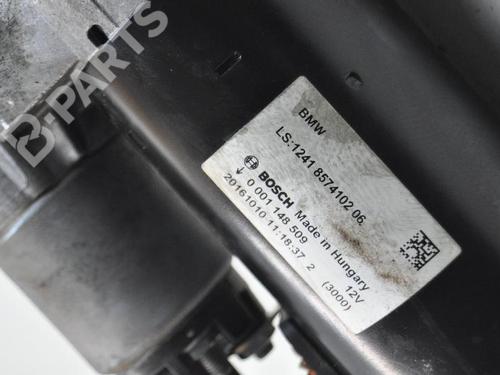 B-PARTS
BMW
LS:1241 8574102 06
BOSCH Made in Hungary 12V
0 001 148 509
20161010 11:18:37 2 (3000)